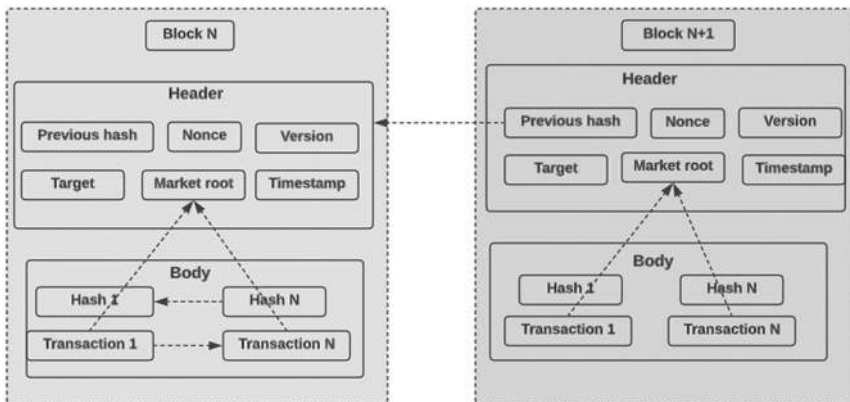 Block N
Header
Previous hash
Nonce
Version
Target
Market root
Timestamp
Body
Hash 1
Hash N
Transaction 1
Transaction N
Block N+1
Header
Previous hash
Nonce
Version
Target
Market root
Timestamp
Body
Hash 1
Hash N
Transaction 1
Transaction N